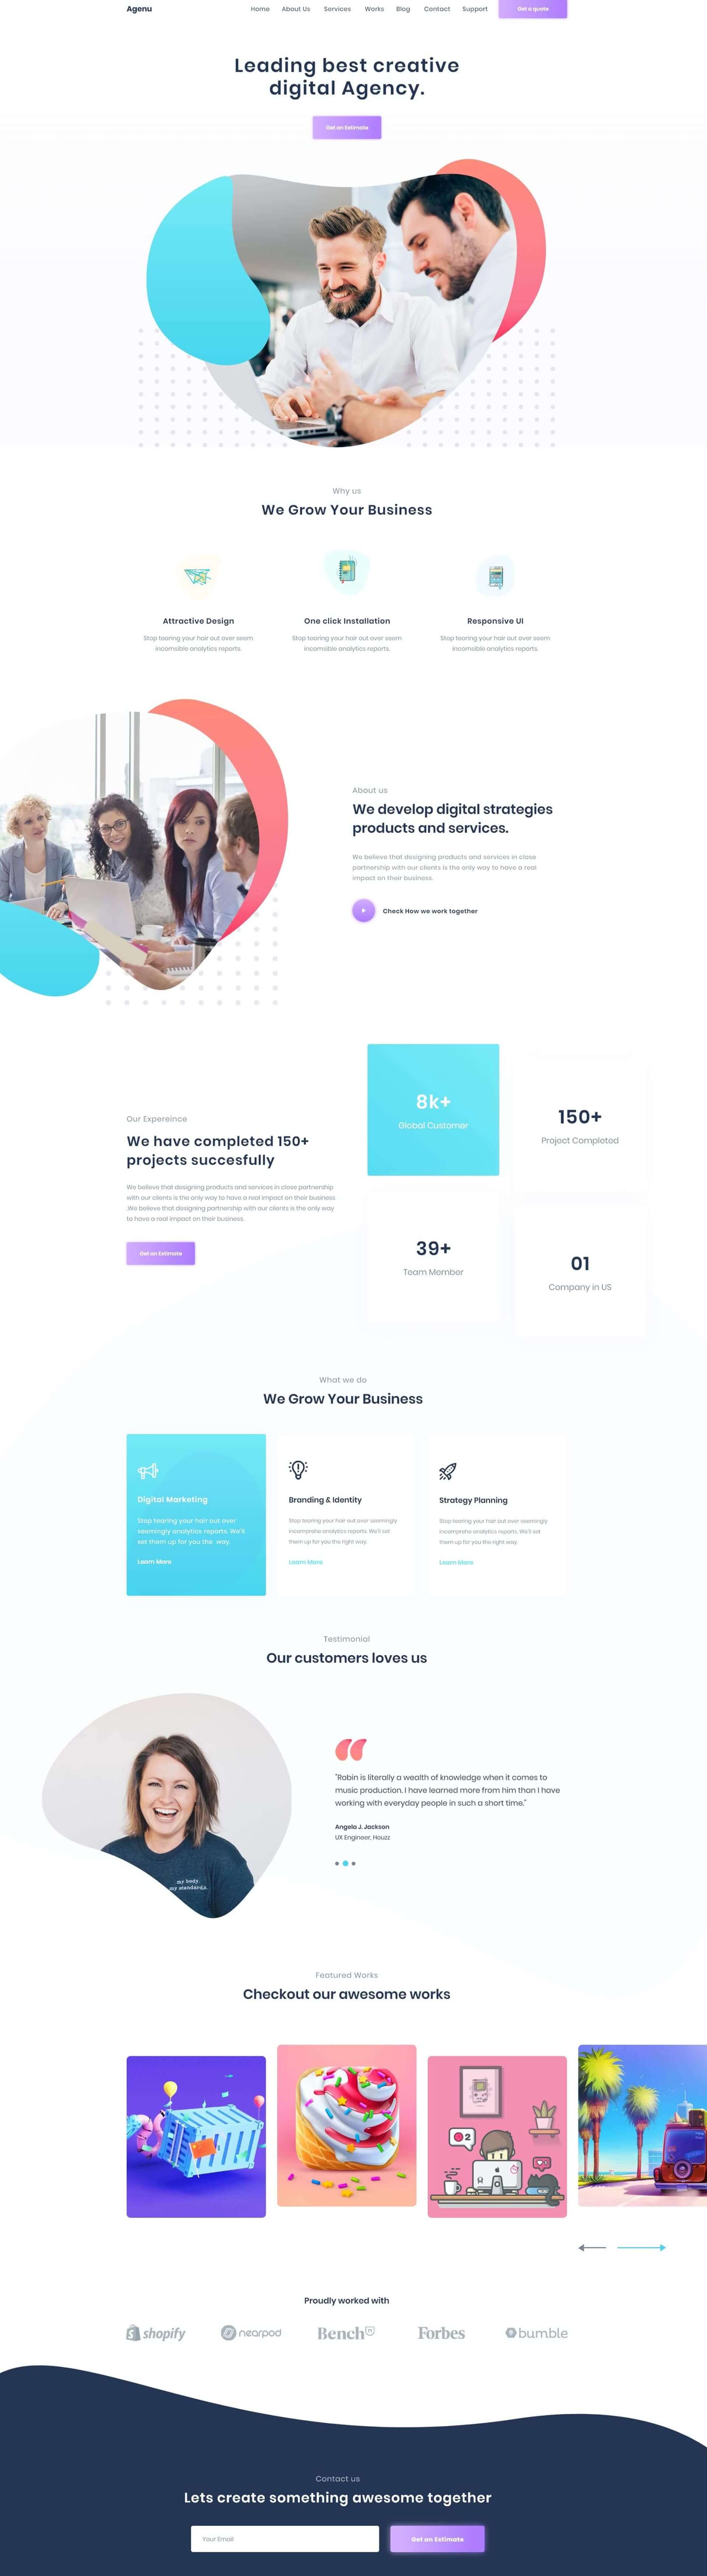 Agenu
Home About Us Services Works Blog Contact Support Get a quote
Leading best creative
digital Agency.
Get an Estimate
Why us
We Grow Your Business
Attractive Design
Stop tearing your hair out over seem
incomsible analytics reports.
One click Installation
Stop tearing your hair out over seem
incomsible analytics reports.
Responsive UI
Stop tearing your hair out over seem
incomsible analytics reports.
About us
We develop digital strategies
products and services.
We believe that designing products and services in close
partnership with our clients is the only way to have a real
impact on their business.
Check How we work together
Our Expereince
We have completed 150+
projects succesfully
We believe that designing products and services in close partnership
with our clients is the only way to have a real impact on their business
.We believe that designing partnership with our clients is the only way
to have a real impact on their business.
Get an Estimate
8k+
Global Customer
150+
Project Completed
39+
Team Member
01
Company in US
What we do
We Grow Your Business
Digital Marketing
Stop tearing your hair out over
seemingly analytics reports. We'll
set them up for you the way.
Learn More
Branding & Identity
Stop tearing your hair out over seemingly
incomprehe analytics reports. We'll set
them up for you the right way.
Learn More
Strategy Planning
Stop tearing your hair out over seemingly
incomprehe analytics reports. We'll set
them up for you the right way.
Learn More
Testimonial
Our customers loves us
my body.
my standards.
"Robin is literally a wealth of knowledge when it comes to
music production. I have learned more from him than I have
working with everyday people in such a short time."
Angela J. Jackson
UX Engineer, Houzz
Featured Works
Checkout our awesome works
2
Proudly worked with
shopify nearpod Bench Forbes bumble
Contact us
Lets create something awesome together
Your Email
Get an Estimate